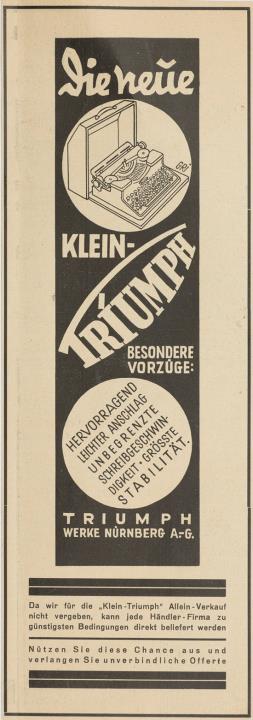 Die neue
KLEIN-
TRIUMPH
BESONDERE
VORZÜGE:
HERVORRAGEND
LEICHTER ANSCHLAG
UNBEGRENZTE
SCHREIBGESCHWIN-
DIGKEIT, GRÖSSTE
STABILITÄT.
TRIUMPH
WERKE NÜRNBERG A.-G.
Da wir für die „Klein-Triumph" Allein-Verkauf
nicht vergeben, kann jede Händler-Firma zu
günstigsten Bedingungen direkt beliefert werden
Nützen Sie diese Chance aus und
verlangen Sie unverbindliche Offerte